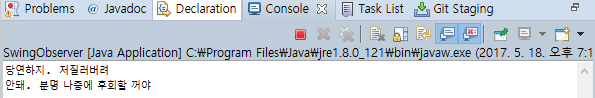 Problems @ Javadoc Declaration Console Task List Git Staging
SwingObserver [Java Application] C:₩Program Files₩Java₩jre1.8.0_121₩bin₩javaw.exe (2017. 5. 18. 오후 7:1
당연하지. 저질러버려
안돼. 분명 나중에 후회할 꺼야